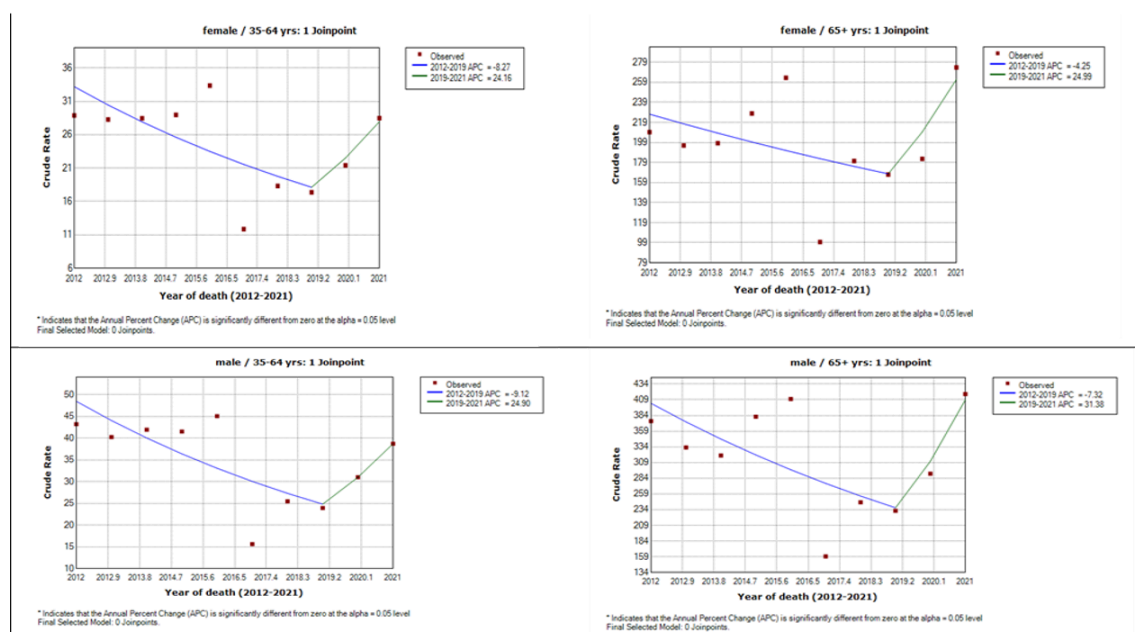 female / 35-64 yrs: 1 Joinpoint
Observed
2012-2019 APC = -8.27
2019-2021 APC = 24.16
Crude Rate
36
31
26
21
16
11
6
2012 2012.9 2013.8 2014.7 2015.6 2016.5 2017.4 2018.3 2019.2 2020.1 2021
Year of death (2012-2021)
* Indicates that the Annual Percent Change (APC) is significantly different from zero at the alpha = 0.05 level
Final Selected Model: 0 Joinpoints.
female / 65+ yrs: 1 Joinpoint
Observed
2012-2019 APC = -4.25
2019-2021 APC = 24.99
Crude Rate
279
259
239
219
199
179
159
139
119
99
79
2012 2012.9 2013.8 2014.7 2015.6 2016.5 2017.4 2018.3 2019.2 2020.1 2021
Year of death (2012-2021)
* Indicates that the Annual Percent Change (APC) is significantly different from zero at the alpha = 0.05 level
Final Selected Model: 0 Joinpoints.
male / 35-64 yrs: 1 Joinpoint
Observed
2012-2019 APC = -9.12
2019-2021 APC = 24.90
Crude Rate
50
45
40
35
30
25
20
15
10
2012 2012.9 2013.8 2014.7 2015.6 2016.5 2017.4 2018.3 2019.2 2020.1 2021
Year of death (2012-2021)
* Indicates that the Annual Percent Change (APC) is significantly different from zero at the alpha = 0.05 level
Final Selected Model: 0 Joinpoints.
male / 65+ yrs: 1 Joinpoint
Observed
2012-2019 APC = -7.32
2019-2021 APC = 31.38
Crude Rate
434
409
384
359
334
309
284
259
234
209
184
159
134
2012 2012.9 2013.8 2014.7 2015.6 2016.5 2017.4 2018.3 2019.2 2020.1 2021
Year of death (2012-2021)
* Indicates that the Annual Percent Change (APC) is significantly different from zero at the alpha = 0.05 level
Final Selected Model: 0 Joinpoints.